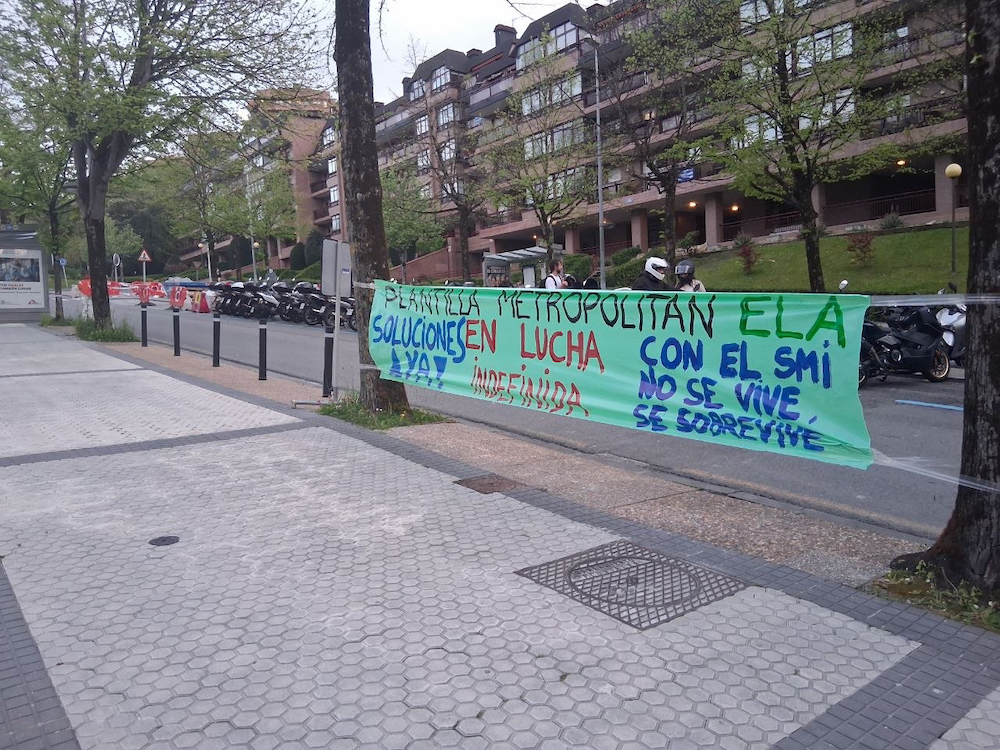 PLANTILLA METROPOLITAN ELA
SOLUCIONES
¡YA!
EN LUCHA
INDEFINIDA
CON EL SMI
NO SE VIVE,
SE SOBREVIVE